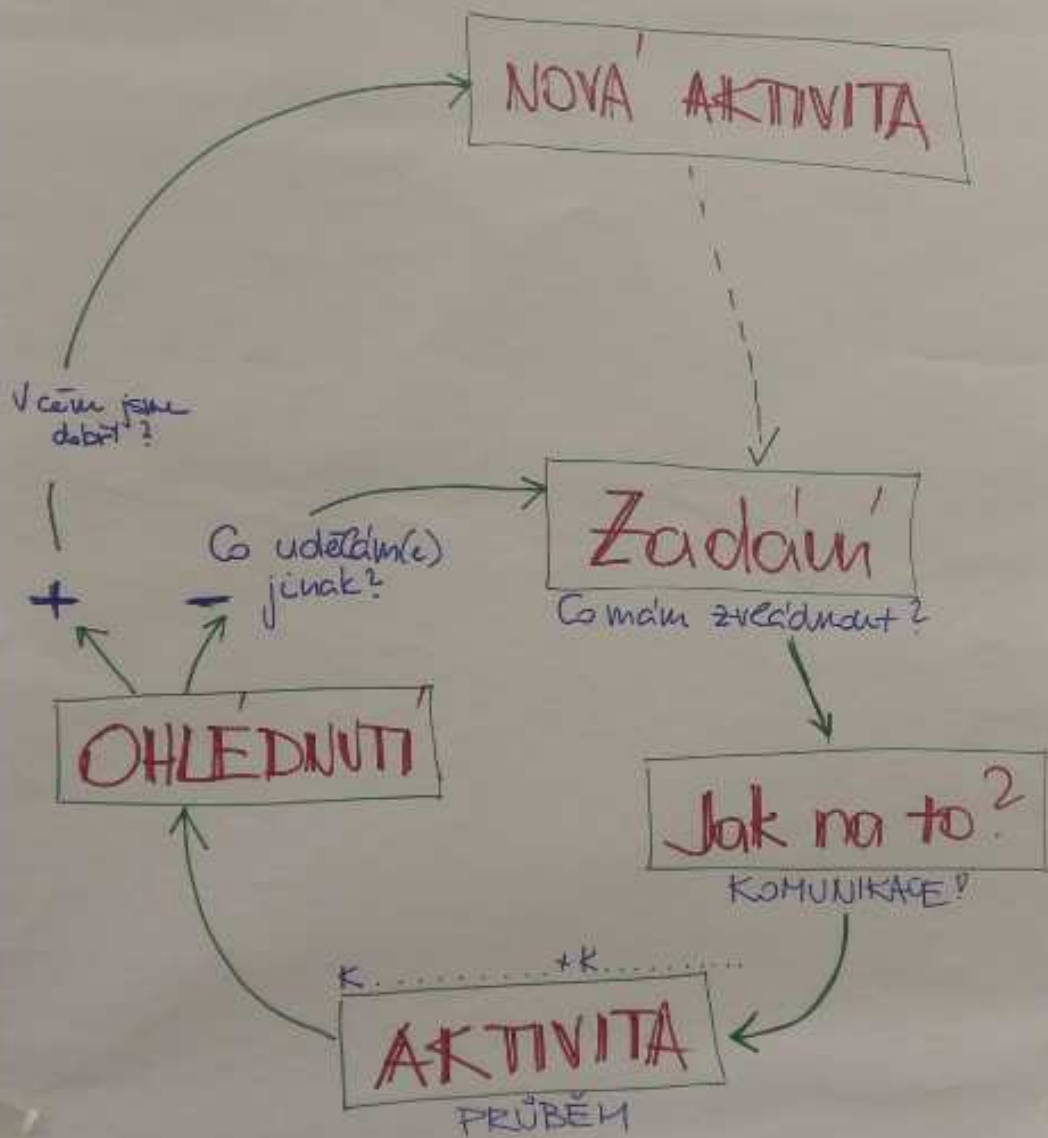 NOVÁ AKTIVITA
V čem jsme
dobří?
Co udělám(e)
jinak?
+
-
Zadání
Co mám zvládnout?
OHLÉDNUTÍ
Jak na to?
KOMUNIKACE!
K..........+K..........
AKTIVITA
PRŮBĚH